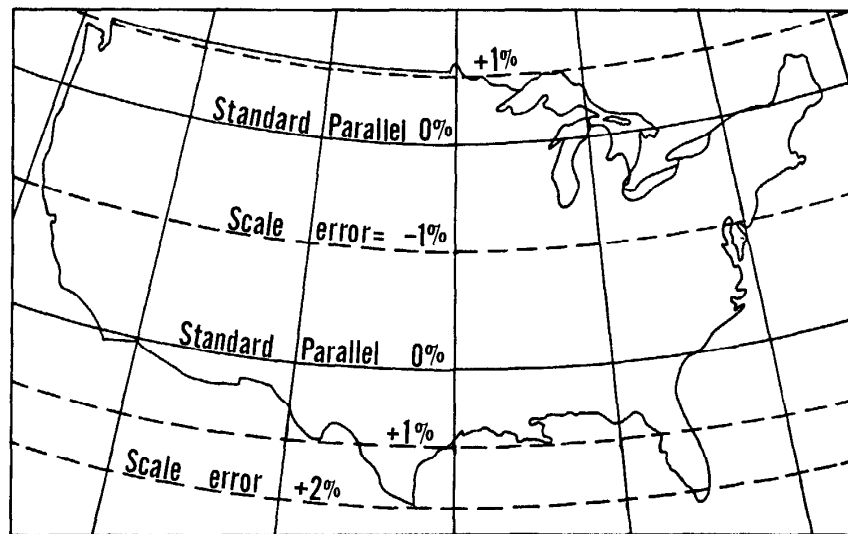 +1%
Standard Parallel 0%
Scale error= -1%
Standard Parallel 0%
+1%
Scale error +2%